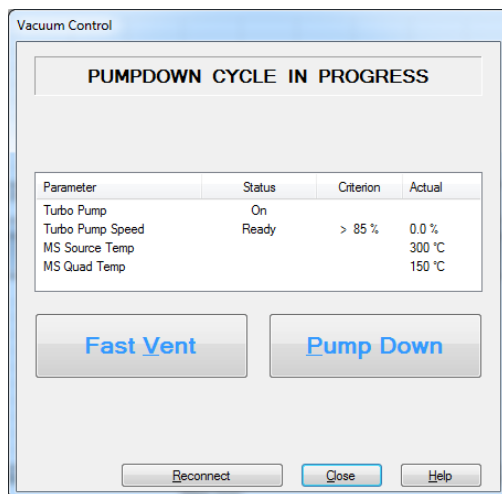 Vacuum Control
PUMPDOWN CYCLE IN PROGRESS
Parameter Status Criterion Actual
Turbo Pump On
Turbo Pump Speed Ready > 85 % 0.0 %
MS Source Temp 300 °C
MS Quad Temp 150 °C
Fast Vent Pump Down
Reconnect Close Help